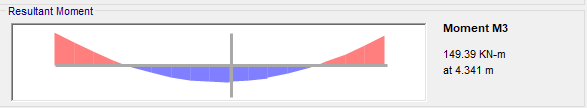 Resultant Moment
Moment M3
149.39 KN-m
at 4.341 m